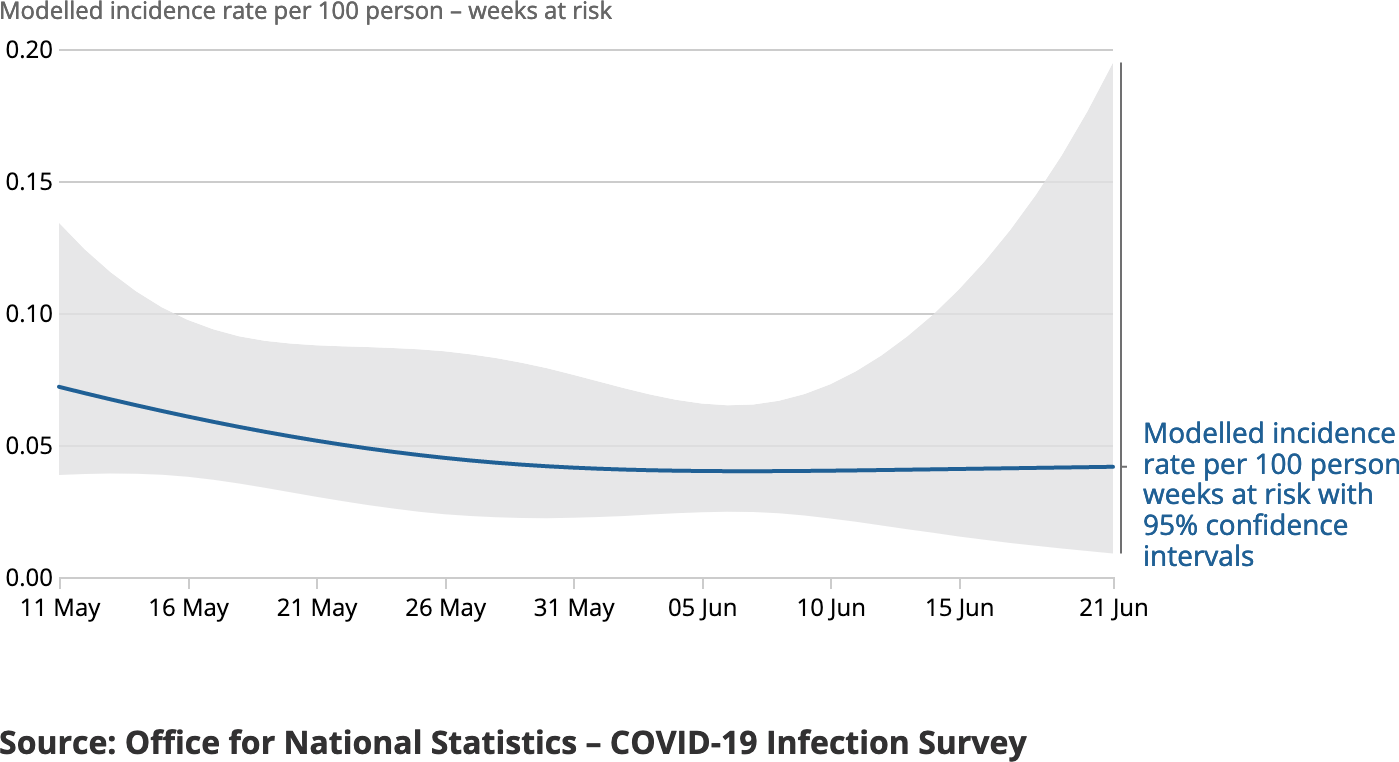 Modelled incidence rate per 100 person – weeks at risk
0.20
0.15
0.10
0.05
0.00
11 May 16 May 21 May 26 May 31 May 05 Jun 10 Jun 15 Jun 21 Jun
Modelled incidence
rate per 100 person
weeks at risk with
95% confidence
intervals
Source: Office for National Statistics – COVID-19 Infection Survey